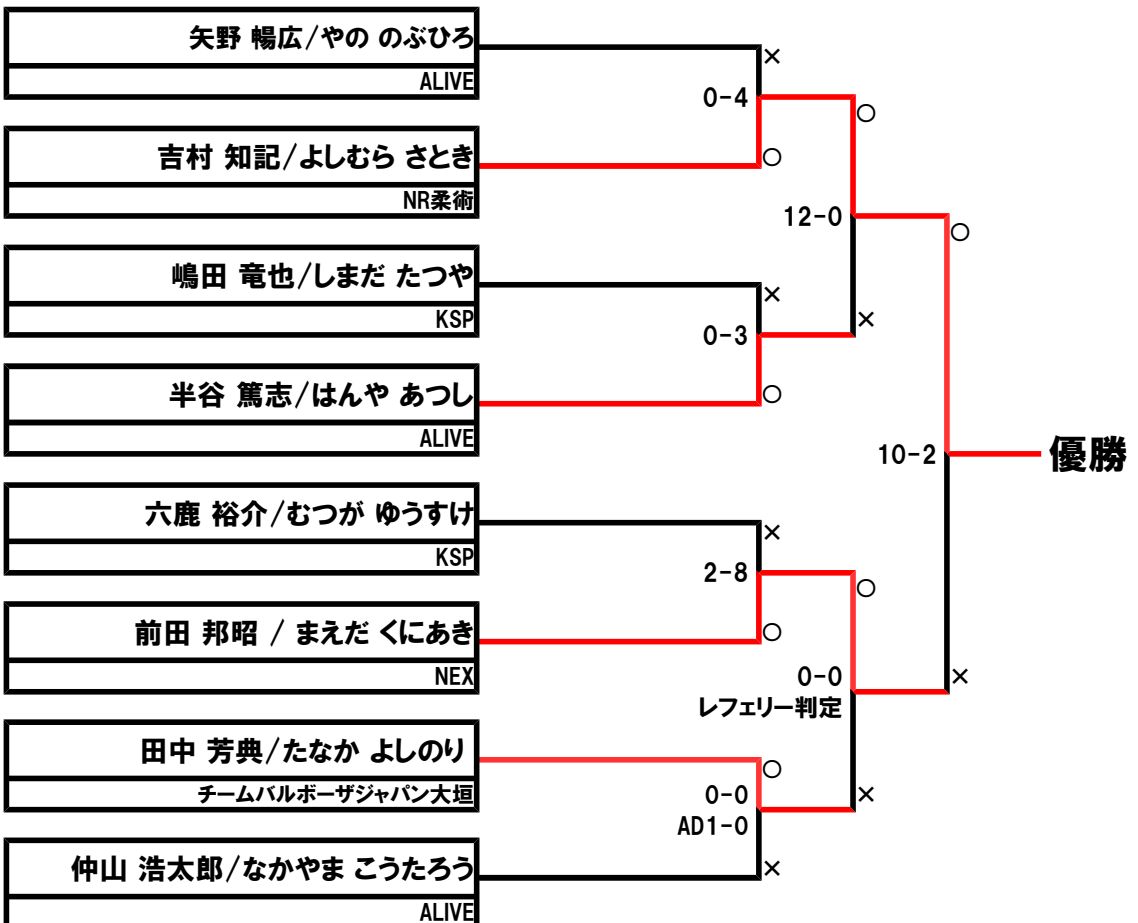 矢野 暢広/やの のぶひろ
ALIVE
×
0-4
○
吉村 知記/よしむら さとき
○
NR柔術
12-0
○
嶋田 竜也/しまだ たつや
KSP
×
0-3
×
半谷 篤志/はんや あつし
○
ALIVE
10-2
優勝
六鹿 裕介/むつが ゆうすけ
KSP
×
2-8
○
前田 邦昭 / まえだ くにあき
○
NEX
0-0
×
レフェリー判定
田中 芳典/たなか よしのり
○
チームバルボーザジャパン大垣
0-0
×
AD1-0
仲山 浩太郎/なかやま こうたろう
×
ALIVE